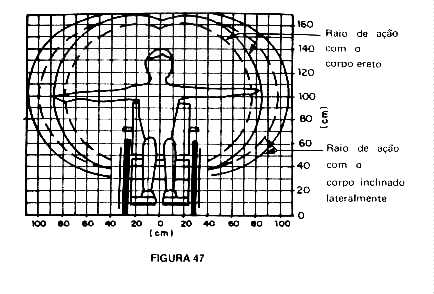 160
Raio de ação
140
com o
corpo ereto
120
100
80
(cm)
60
Raio de ação
40
com o
20
corpo inclinado
lateralmente
0
100 80 60 40 20 0 20 40 60 80 100
(cm)
FIGURA 47